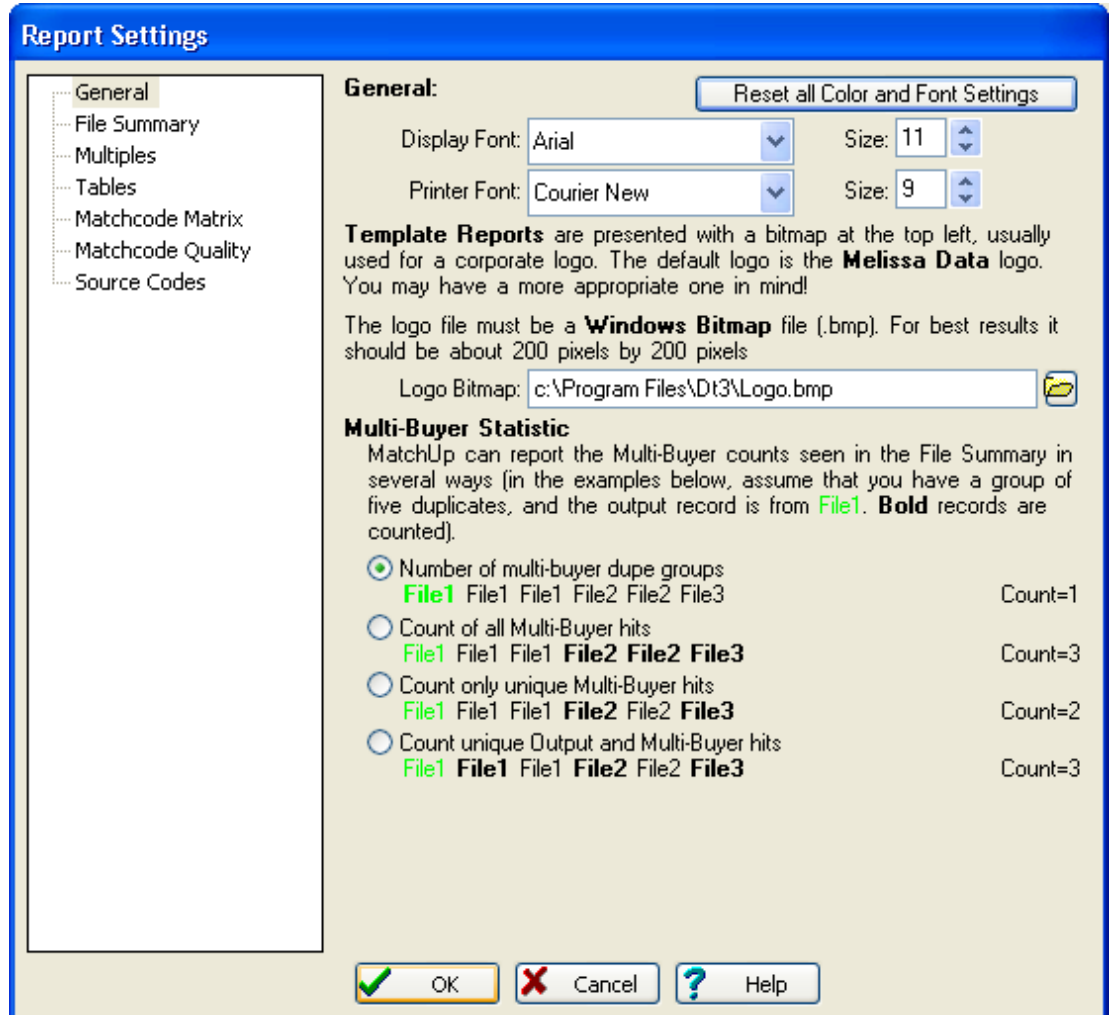 Report Settings
General
File Summary
Multiples
Tables
Matchcode Matrix
Matchcode Quality
Source Codes
General:
Reset all Color and Font Settings
Display Font: Arial Size: 11
Printer Font: Courier New Size: 9
Template Reports are presented with a bitmap at the top left, usually
used for a corporate logo. The default logo is the Melissa Data logo.
You may have a more appropriate one in mind!
The logo file must be a Windows Bitmap file (.bmp). For best results it
should be about 200 pixels by 200 pixels
Logo Bitmap: c:\Program Files\Dt3\Logo.bmp
Multi-Buyer Statistic
MatchUp can report the Multi-Buyer counts seen in the File Summary in
several ways (in the examples below, assume that you have a group of
five duplicates, and the output record is from File1. Bold records are
counted).
Number of multi-buyer dupe groups
File1 File1 File1 File2 File2 File3 Count=1
Count of all Multi-Buyer hits
File1 File1 File1 File2 File2 File3 Count=3
Count only unique Multi-Buyer hits
File1 File1 File1 File2 File2 File3 Count=2
Count unique Output and Multi-Buyer hits
File1 File1 File1 File2 File2 File3 Count=3
OK Cancel ? Help